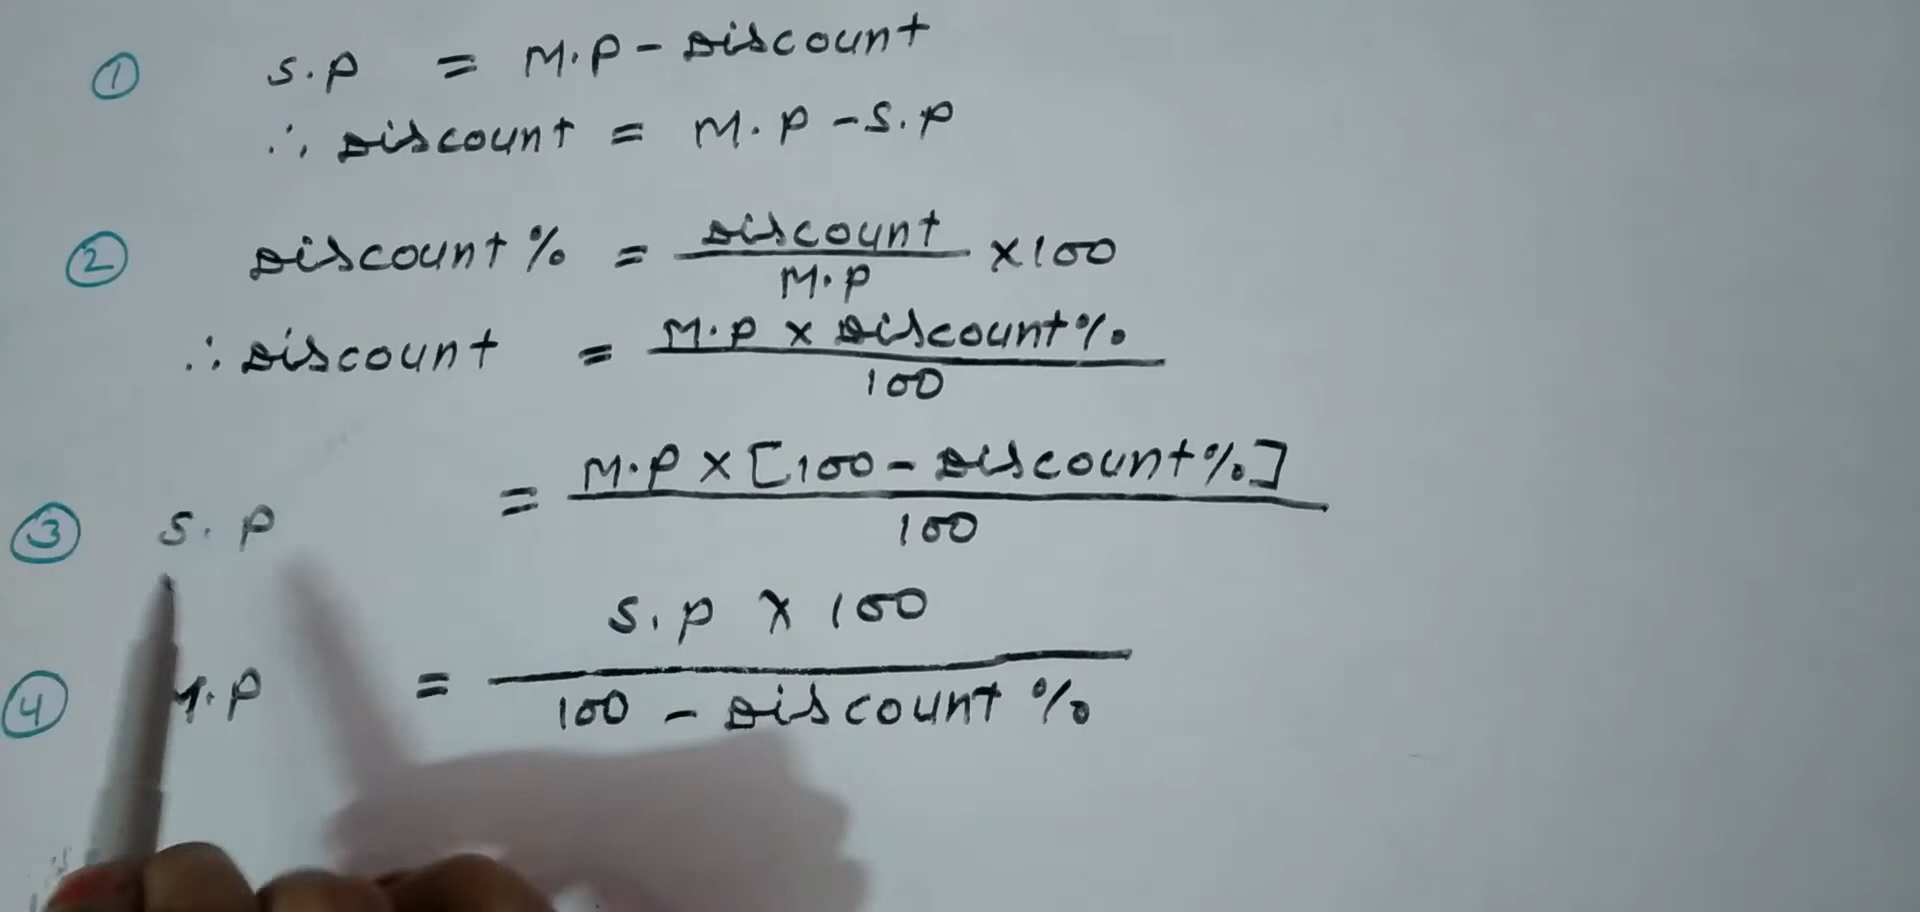 ① S.P = M.P - Discount
∴ Discount = M.P - S.P
② Discount % = Discount / M.P × 100
∴ Discount = M.P × Discount % / 100
③ S.P = M.P × [100 - Discount %] / 100
④ M.P = S.P × 100 / 100 - Discount %